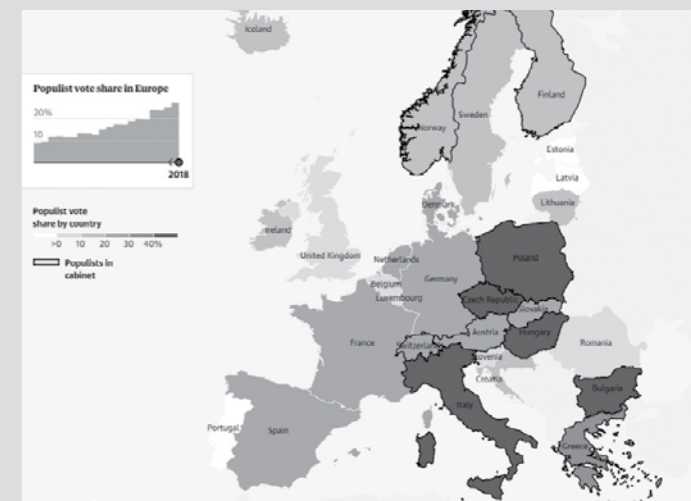 Iceland
Populist vote share in Europe
20%
10
2018
Finland
Sweden
Norway
Estonia
Latvia
Lithuania
Denmark
Populist vote
share by country
>0 10 20 30 40%
Populists in
cabinet
Ireland
United Kingdom
Netherlands
Belgium
Luxembourg
Germany
Poland
Czech Republic
Slovakia
France
Switzerland
Austria
Hungary
Slovenia
Croatia
Romania
Italy
Bulgaria
Portugal
Spain
Greece